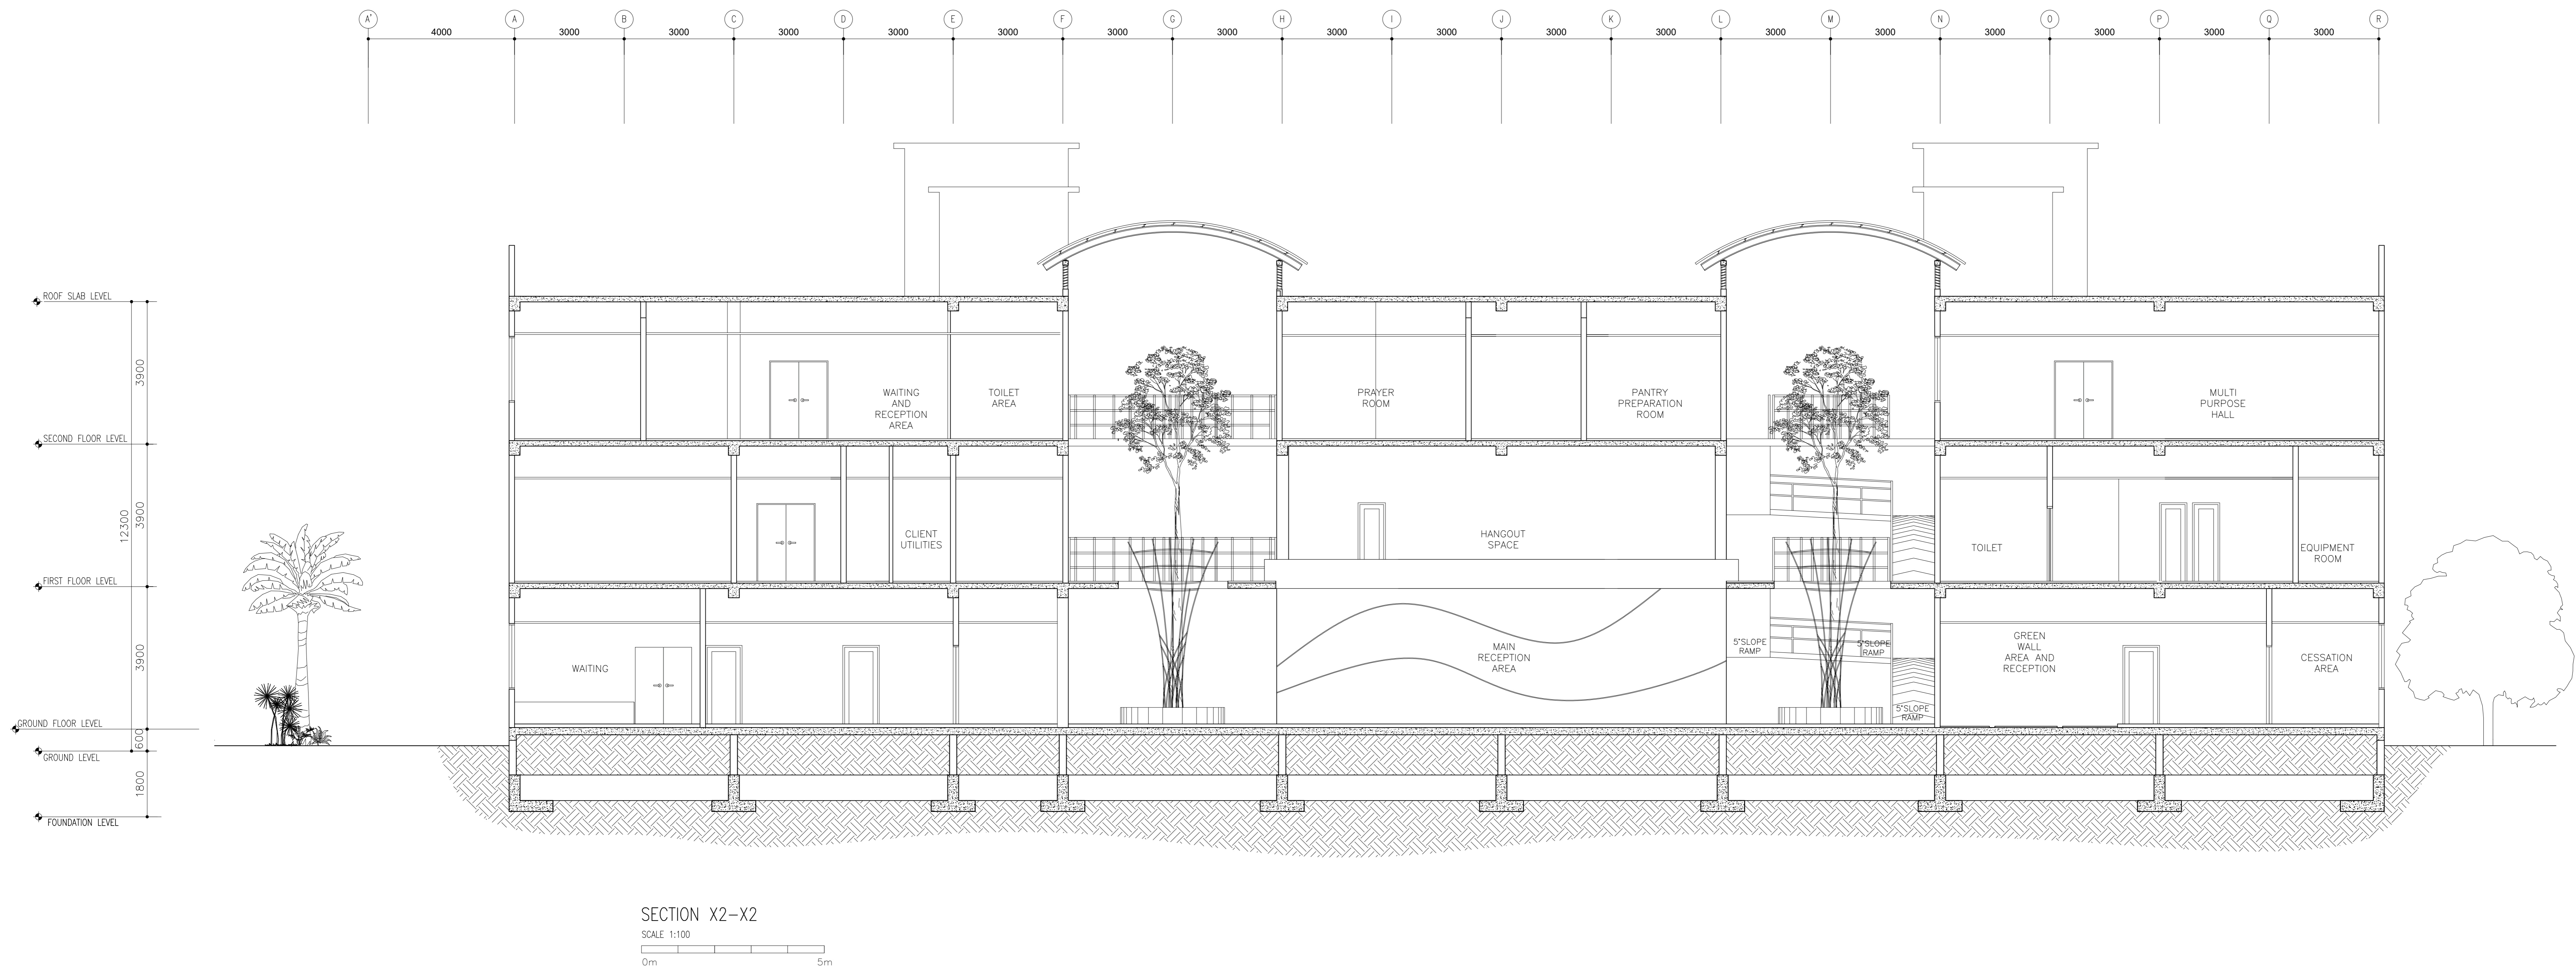 A' A B C D E F G H I J K L M N O P Q R
4000 3000 3000 3000 3000 3000 3000 3000 3000 3000 3000 3000 3000 3000 3000 3000 3000 3000
ROOF SLAB LEVEL
3900
SECOND FLOOR LEVEL
3900
12300
FIRST FLOOR LEVEL
3900
GROUND FLOOR LEVEL
600
GROUND LEVEL
1800
FOUNDATION LEVEL
WAITING
AND
RECEPTION
AREA
TOILET
AREA
PRAYER
ROOM
PANTRY
PREPARATION
ROOM
MULTI
PURPOSE
HALL
CLIENT
UTILITIES
HANGOUT
SPACE
TOILET
EQUIPMENT
ROOM
WAITING
MAIN
RECEPTION
AREA
5°SLOPE
RAMP
5°SLOPE
RAMP
5°SLOPE
RAMP
GREEN
WALL
AREA AND
RECEPTION
CESSATION
AREA
SECTION X2-X2
SCALE 1:100
0m 5m